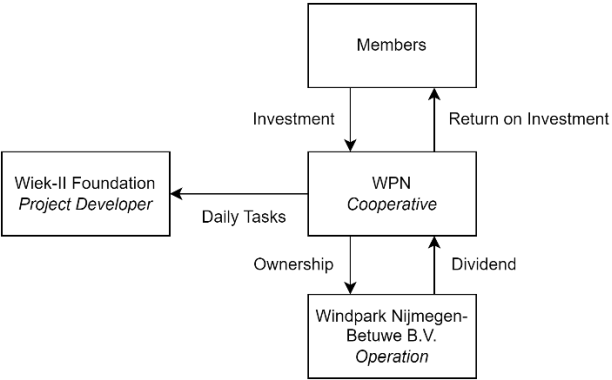 Members
Investment
Return on Investment
Wiek-II Foundation
Project Developer
Daily Tasks
WPN
Cooperative
Ownership
Dividend
Windpark Nijmegen-
Betuwe B.V.
Operation